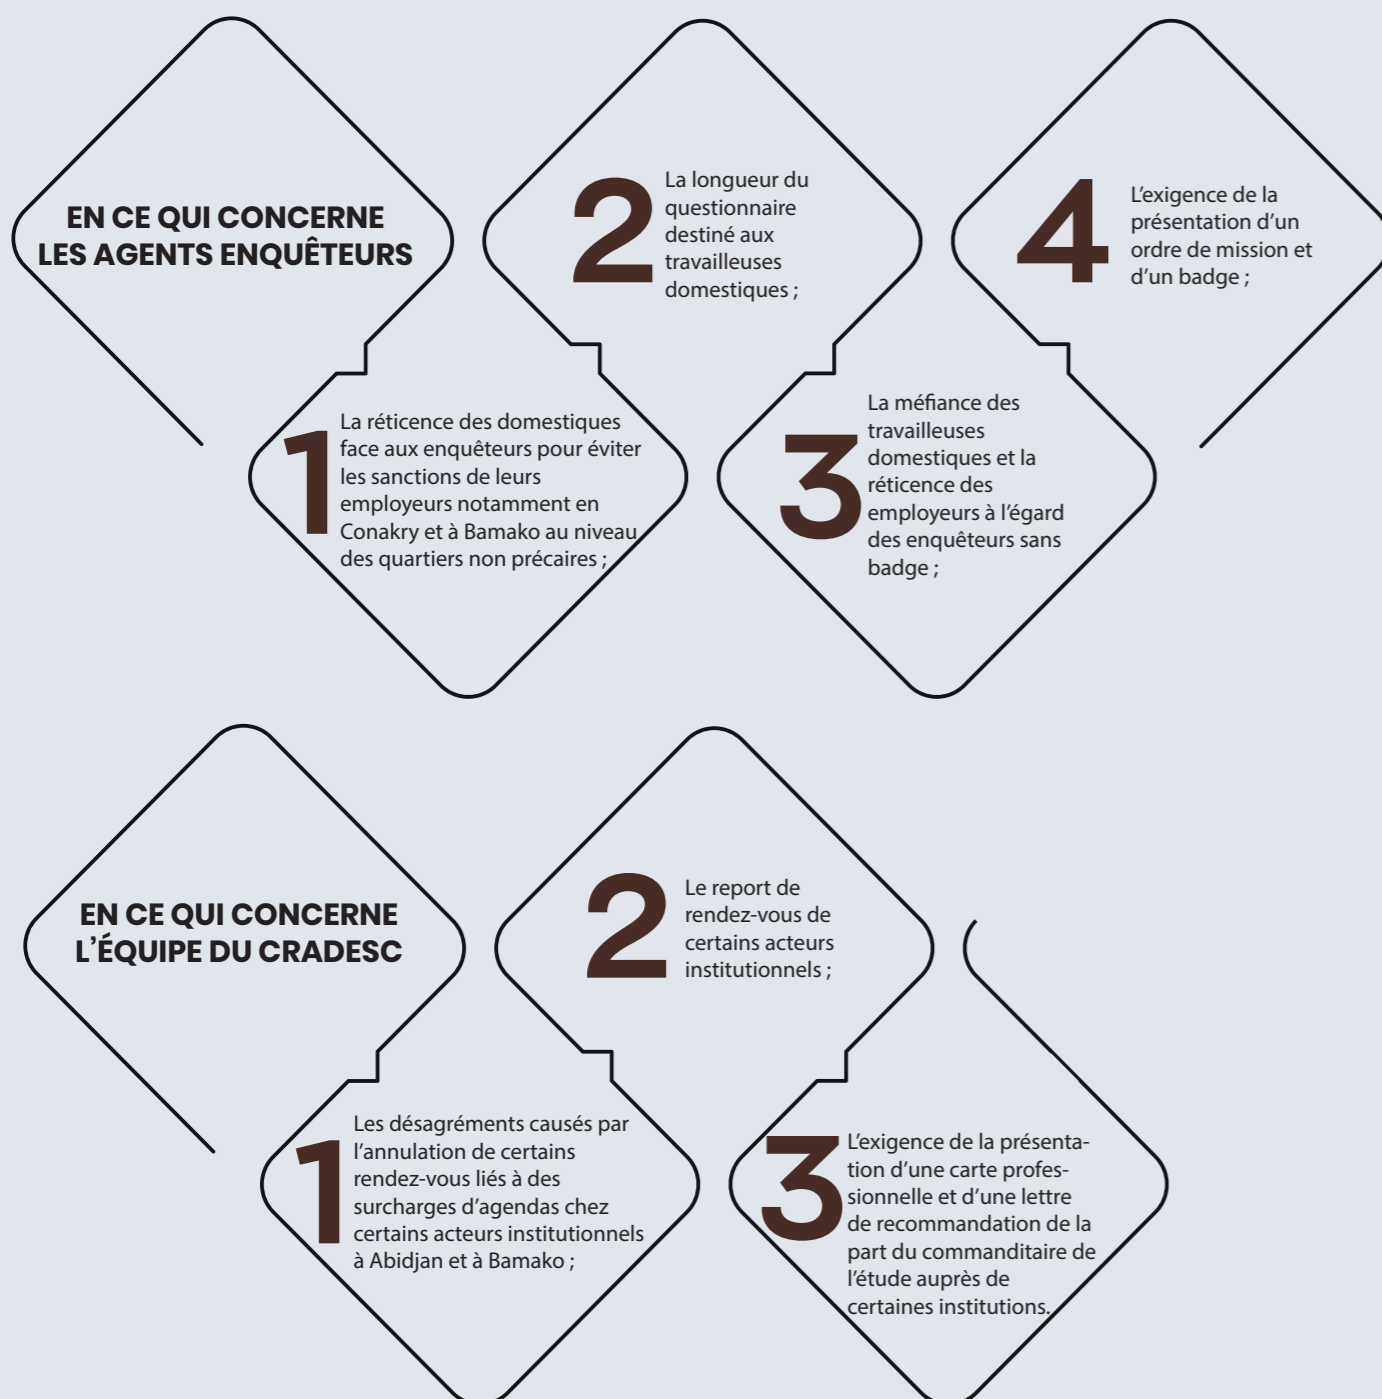 EN CE QUI CONCERNE
LES AGENTS ENQUÊTEURS
1
La réticence des domestiques
face aux enquêteurs pour éviter
les sanctions de leurs
employeurs notamment en
Conakry et à Bamako au niveau
des quartiers non précaires ;
2
La longueur du
questionnaire
destiné aux
travailleuses
domestiques ;
3
La méfiance des
travailleuses
domestiques et la
réticence des
employeurs à l’égard
des enquêteurs sans
badge ;
4
L’exigence de la
présentation d’un
ordre de mission et
d’un badge ;
EN CE QUI CONCERNE
L’ÉQUIPE DU CRADESC
1
Les désagréments causés par
l’annulation de certains
rendez-vous liés à des
surcharges d’agendas chez
certains acteurs institutionnels
à Abidjan et à Bamako ;
2
Le report de
rendez-vous de
certains acteurs
institutionnels ;
3
L’exigence de la présenta-
tion d’une carte profes-
sionnelle et d’une lettre
de recommandation de la
part du commanditaire de
l’étude auprès de
certaines institutions.